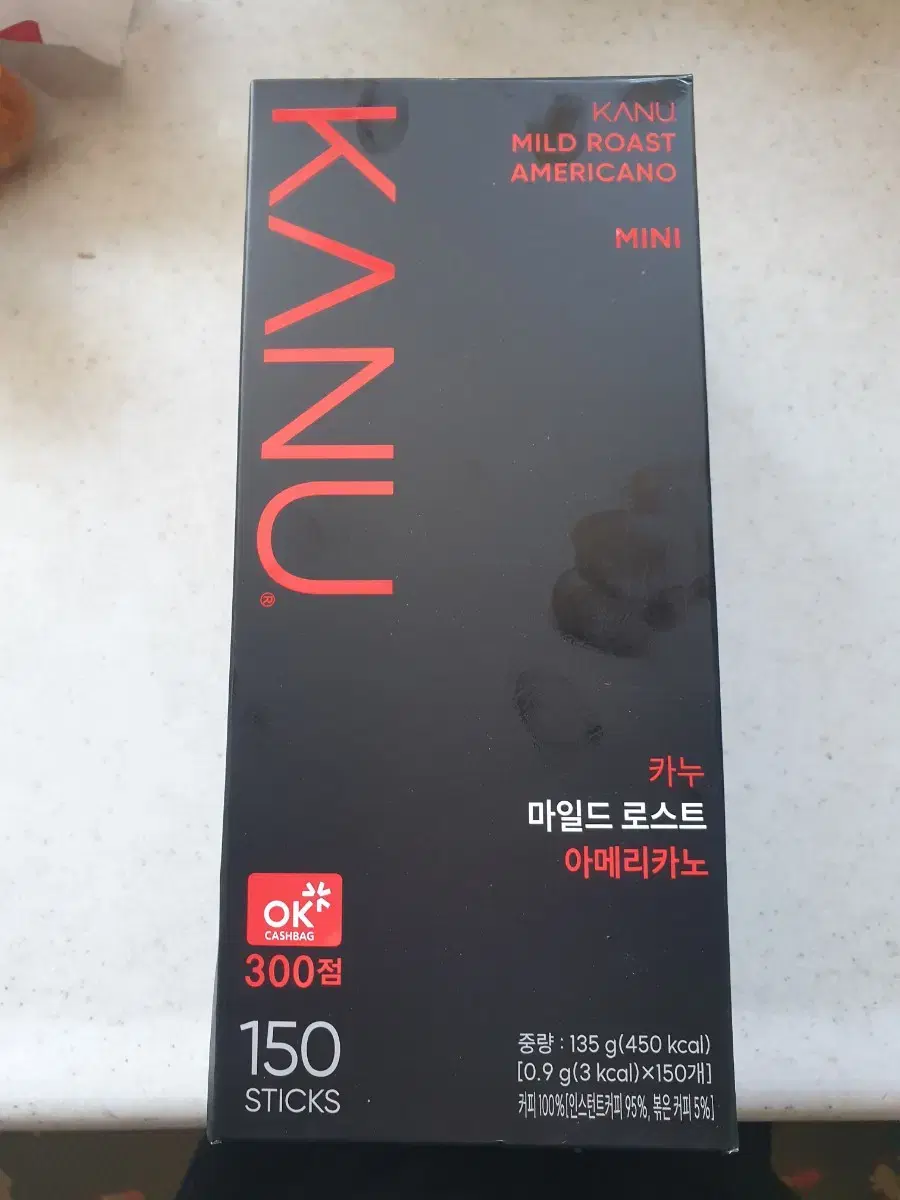 KANU®
KANU
MILD ROAST
AMERICANO
MINI
카누
마일드 로스트
아메리카노
OK
CASHBAG
300점
150
STICKS
중량 : 135 g(450 kcal)
[0.9 g(3 kcal)×150개]
커피 100%[인스턴트커피 95%, 볶은 커피 5%]